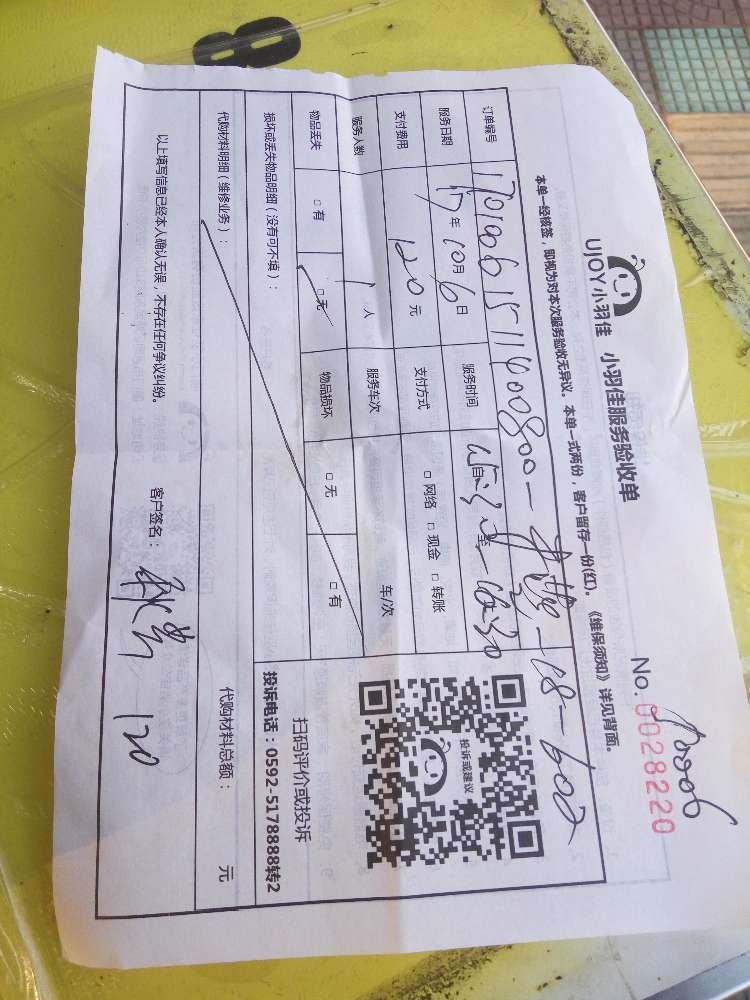 8
UJOY小羽佳 小羽佳服务验收单
No.0028220
本单一经核签，即视为对本次服务验收无异议。本单一式两份，客户留存一份(红)。《维保须知》详见背面。
订单编号
服务日期 17年10月6日 服务时间 自 至
支付费用 120元 支付方式 □网络 □现金 □转账
服务人数 1人 服务车次 车/次
物品丢失 □有 □无 物品损坏 □无 □有
投诉或建议
扫码评价或投诉
投诉电话：0592-5178888转2
损坏或丢失物品明细（没有可不填）：
代购材料明细（维修业务）： 代购材料总额： 元
以上填写信息已经本人确认无误，不存在任何争议纠纷。 客户签名： 120